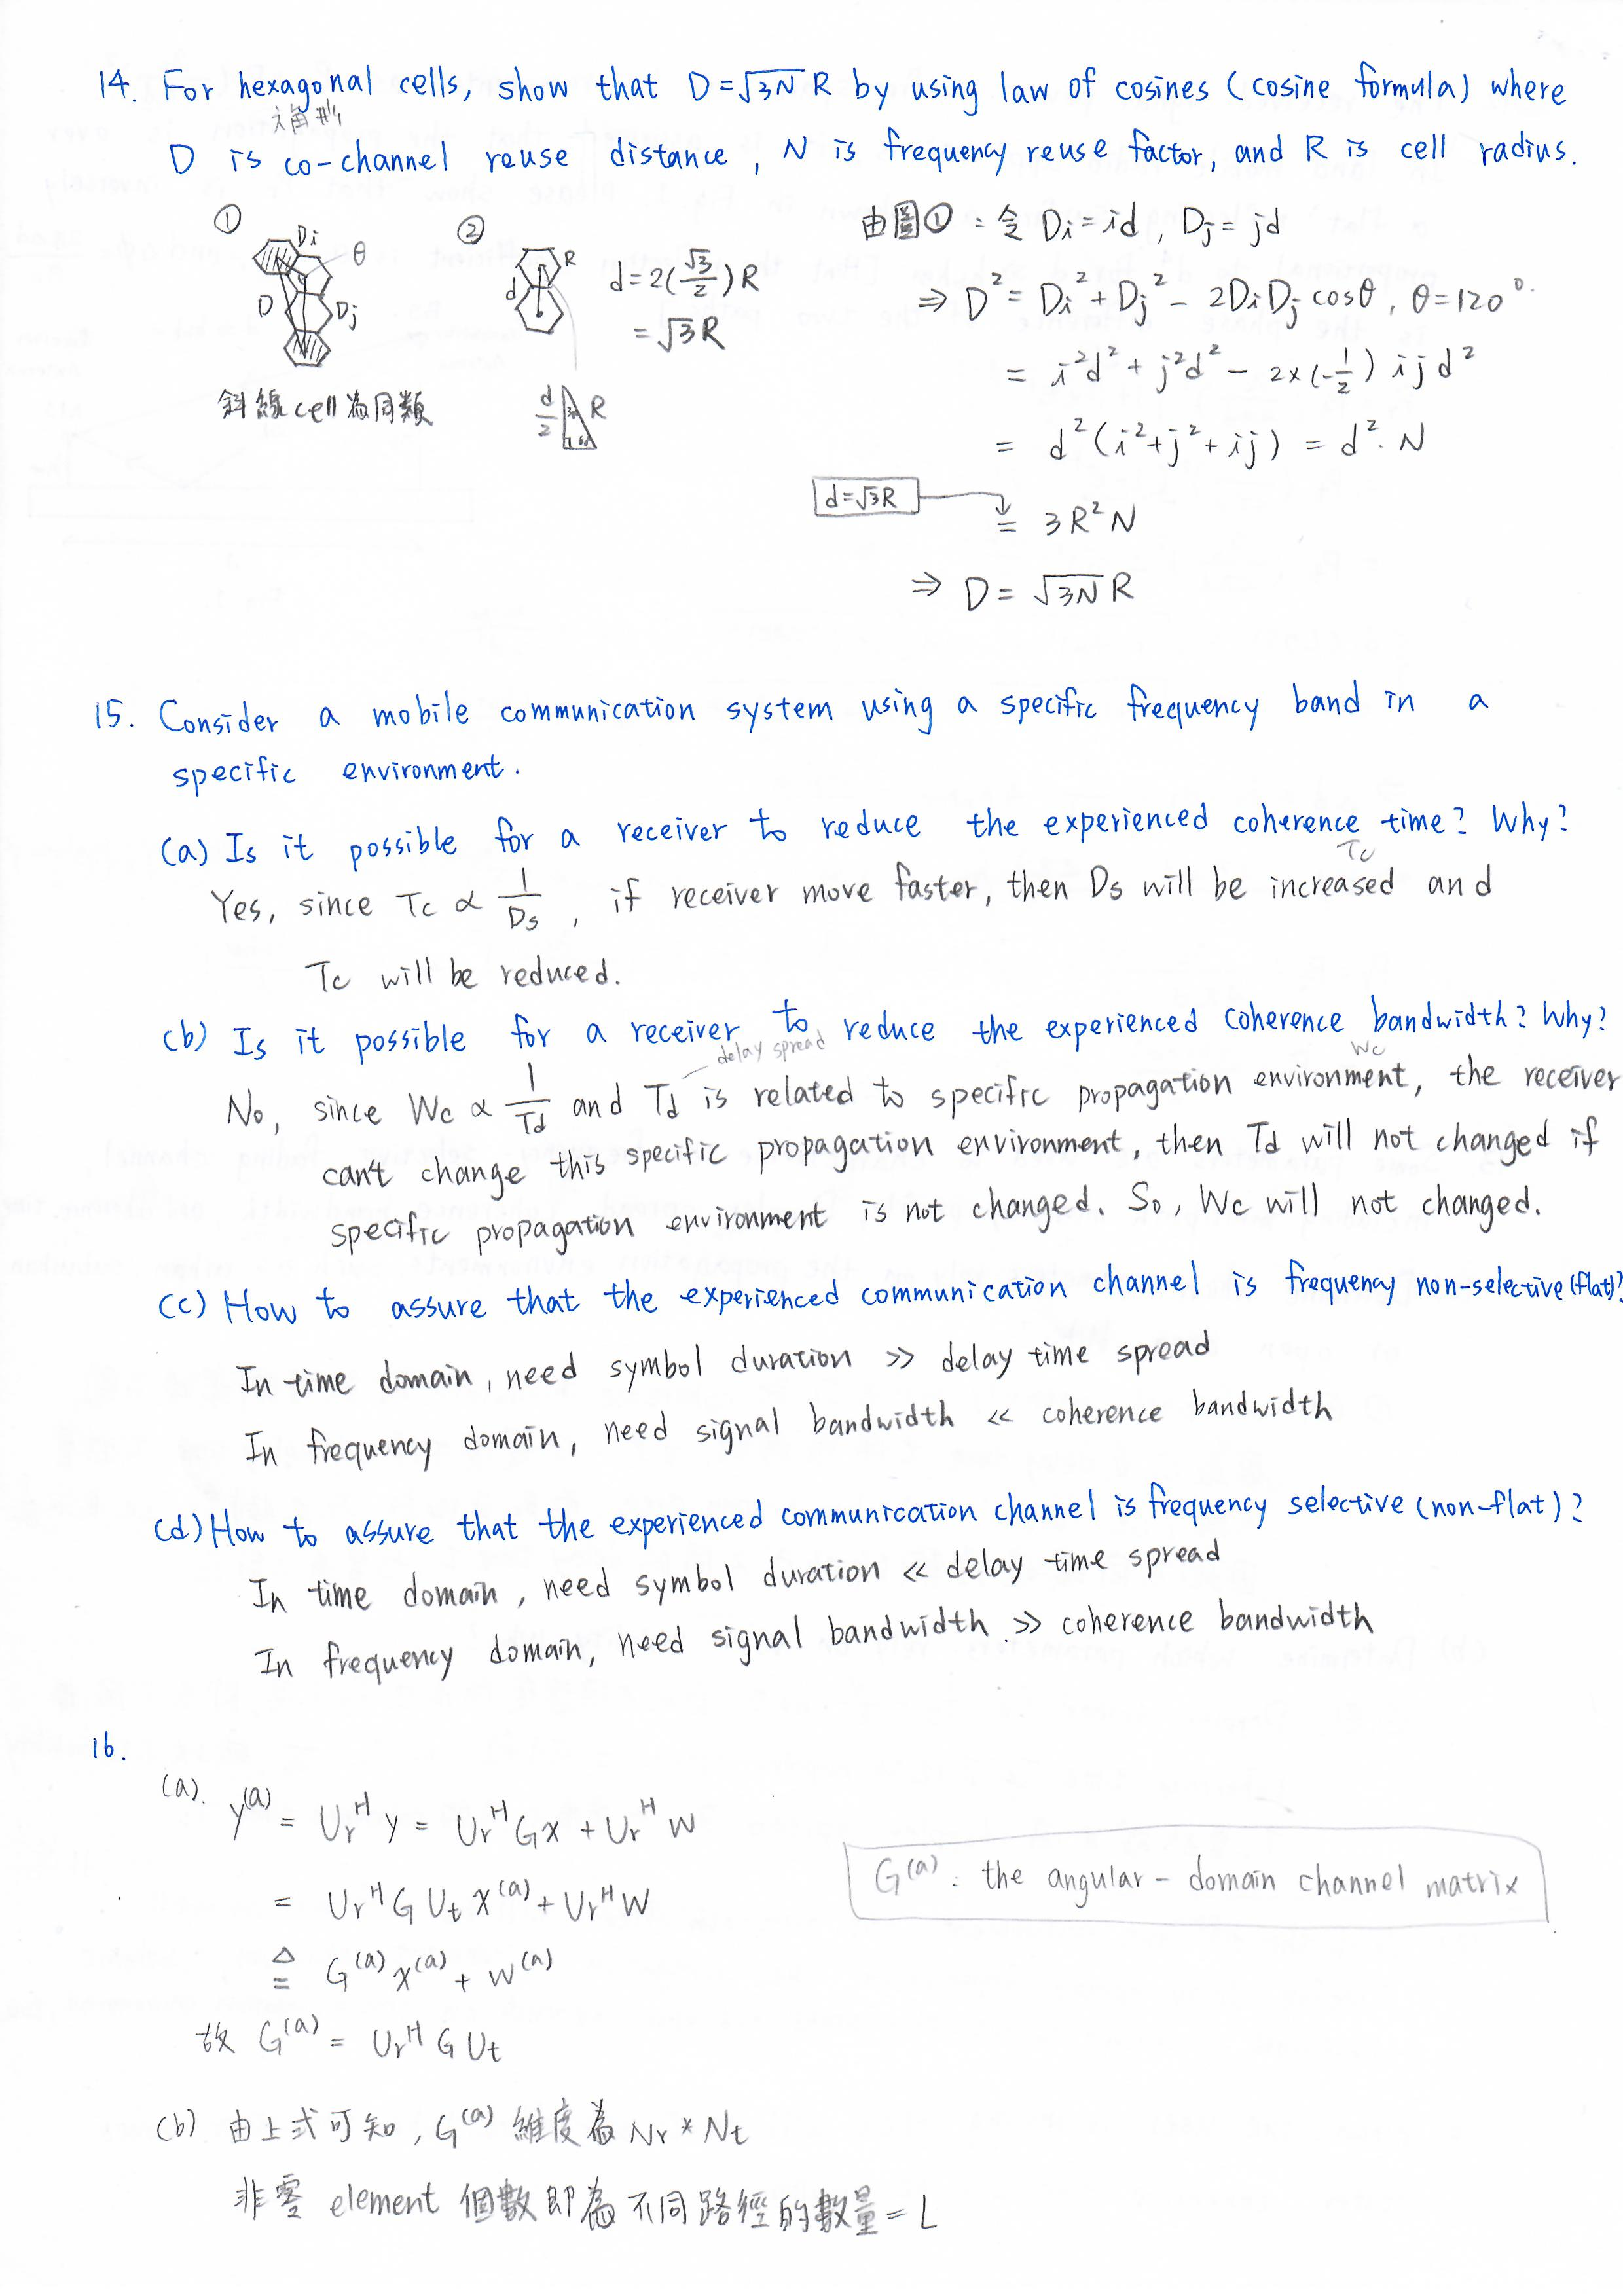 14. For hexagonal cells, show that D = √3N R by using law of cosines (cosine formula) where
六角形
D is co-channel reuse distance, N is frequency reuse factor, and R is cell radius.
① Di θ D Dj
斜線cell為同類
② R d
d = 2(√3/2)R
= √3R
d/2 R
由圖① = 令 Di = id, Dj = jd
⇒ D² = Di² + Dj² - 2DiDj cosθ, θ = 120°.
= i²d² + j²d² - 2×(-1/2) ijd²
= d²(i²+j²+ij) = d²·N
d=√3R
= 3R²N
⇒ D = √3N R
15. Consider a mobile communication system using a specific frequency band in a
specific environment.
(a) Is it possible for a receiver to reduce the experienced coherence time? Why?
Tc
Yes, since Tc ∝ 1/Ds, if receiver move faster, then Ds will be increased and
Tc will be reduced.
(b) Is it possible for a receiver to reduce the experienced coherence bandwidth? Why?
delay spread Wc
No, since Wc ∝ 1/Td and Td is related to specific propagation environment, the receiver
can't change this specific propagation environment, then Td will not changed if
specific propagation environment is not changed. So, Wc will not changed.
(c) How to assure that the experienced communication channel is frequency non-selective (flat)?
In time domain, need symbol duration >> delay time spread
In frequency domain, need signal bandwidth << coherence bandwidth
(d) How to assure that the experienced communication channel is frequency selective (non-flat)?
In time domain, need symbol duration << delay time spread
In frequency domain, need signal bandwidth >> coherence bandwidth
16.
(a).
y^(a) = Ur^H y = Ur^H Gx + Ur^H W
= Ur^H G Ut x^(a) + Ur^H W
≜ G^(a) x^(a) + w^(a)
G^(a) : the angular-domain channel matrix
故 G^(a) = Ur^H G Ut
(b) 由上式可知, G^(a) 維度為 Nr * Nt
非零 element 個數即為不同路徑的數量 = L